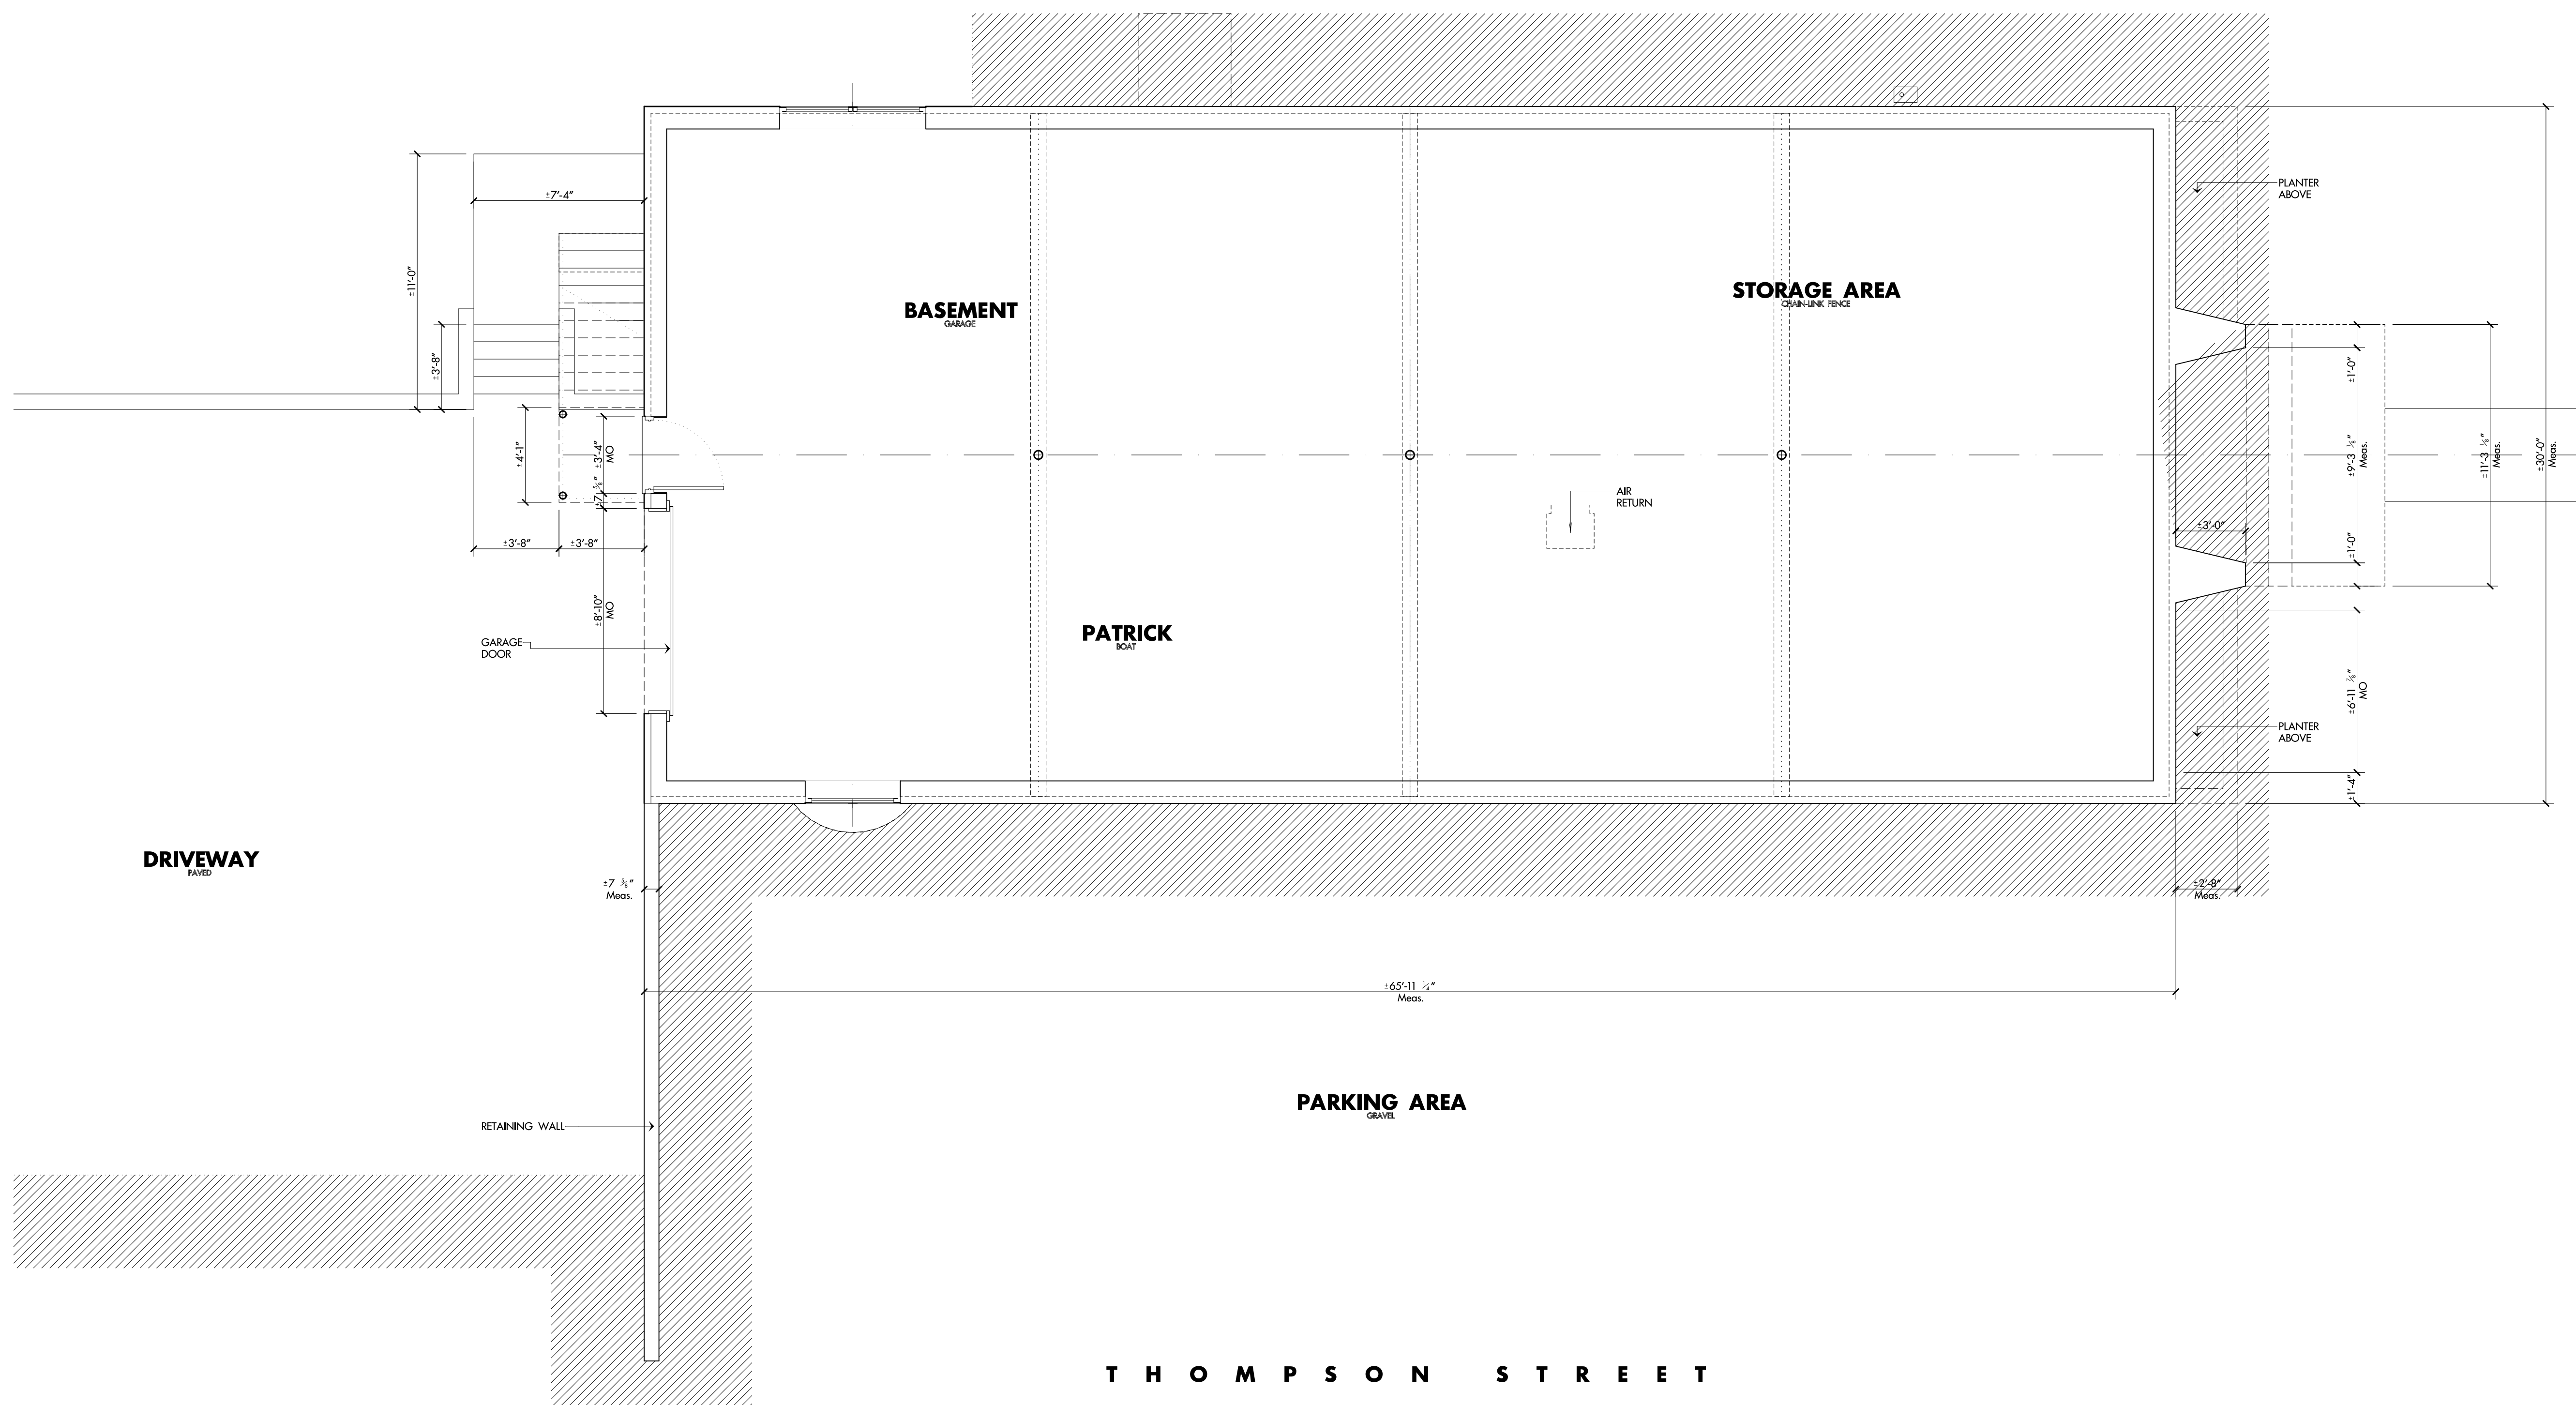 PLANTER
ABOVE
±7'-4"
±11'-0"
BASEMENT
GARAGE
STORAGE AREA
CHAIN-LINK FENCE
±3'-8"
±1'-0"
±4'-1"
±3'-4"
MO
±7 5/8"
±9'-3 1/8"
Meas.
±11'-3 1/8"
Meas.
±30'-0"
Meas.
AIR
RETURN
±3'-0"
±3'-8"
±3'-8"
±1'-0"
±8'-10"
MO
GARAGE
DOOR
PATRICK
BOAT
±6'-11 7/8"
MO
PLANTER
ABOVE
±1'-4"
DRIVEWAY
PAVED
±7 5/8"
Meas.
±2'-8"
Meas.
±65'-11 1/4"
Meas.
PARKING AREA
GRAVEL
RETAINING WALL
THOMPSON STREET